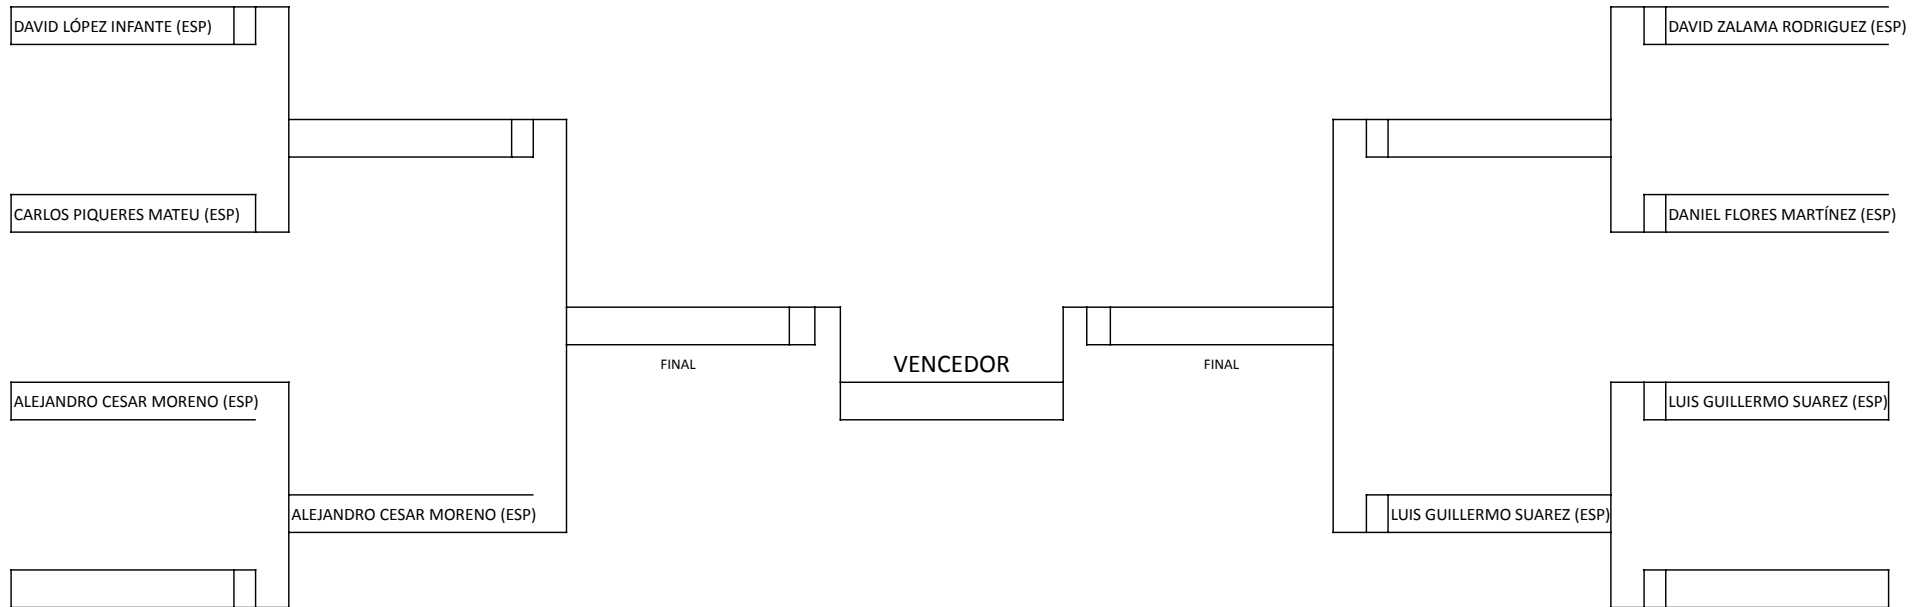 DAVID LÓPEZ INFANTE (ESP)
DAVID ZALAMA RODRIGUEZ (ESP)
CARLOS PIQUERES MATEU (ESP)
DANIEL FLORES MARTÍNEZ (ESP)
FINAL
VENCEDOR
FINAL
ALEJANDRO CESAR MORENO (ESP)
LUIS GUILLERMO SUAREZ (ESP)
ALEJANDRO CESAR MORENO (ESP)
LUIS GUILLERMO SUAREZ (ESP)